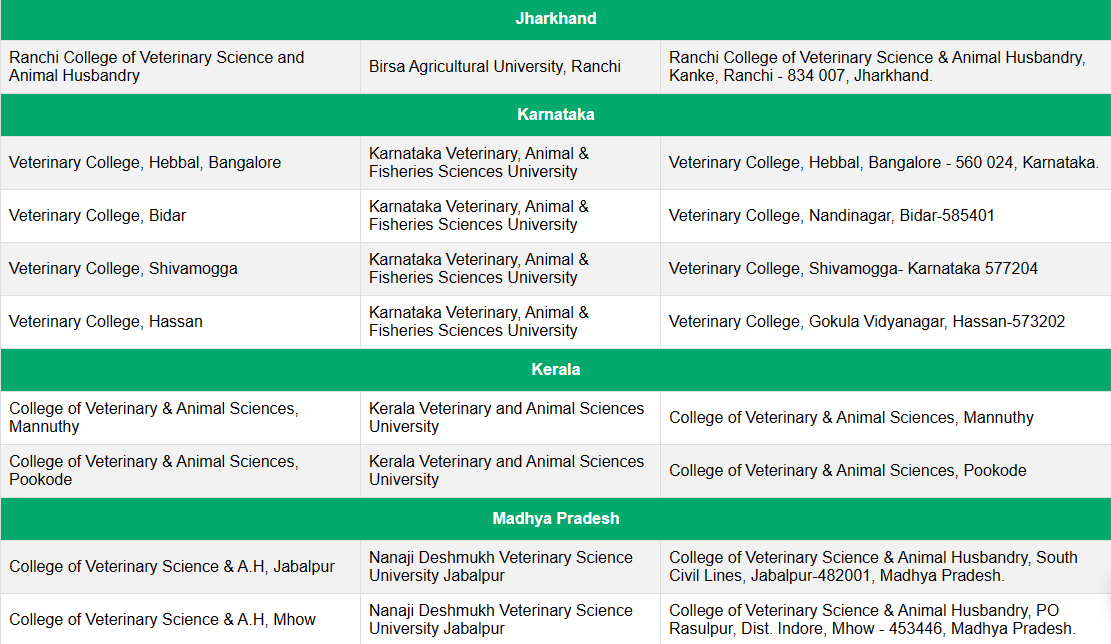 Jharkhand
Ranchi College of Veterinary Science and
Animal Husbandry
Birsa Agricultural University, Ranchi
Ranchi College of Veterinary Science & Animal Husbandry,
Kanke, Ranchi - 834 007, Jharkhand.
Karnataka
Veterinary College, Hebbal, Bangalore
Karnataka Veterinary, Animal &
Fisheries Sciences University
Veterinary College, Hebbal, Bangalore - 560 024, Karnataka.
Veterinary College, Bidar
Karnataka Veterinary, Animal &
Fisheries Sciences University
Veterinary College, Nandinagar, Bidar-585401
Veterinary College, Shivamogga
Karnataka Veterinary, Animal &
Fisheries Sciences University
Veterinary College, Shivamogga- Karnataka 577204
Veterinary College, Hassan
Karnataka Veterinary, Animal &
Fisheries Sciences University
Veterinary College, Gokula Vidyanagar, Hassan-573202
Kerala
College of Veterinary & Animal Sciences,
Mannuthy
Kerala Veterinary and Animal Sciences
University
College of Veterinary & Animal Sciences, Mannuthy
College of Veterinary & Animal Sciences,
Pookode
Kerala Veterinary and Animal Sciences
University
College of Veterinary & Animal Sciences, Pookode
Madhya Pradesh
College of Veterinary Science & A.H, Jabalpur
Nanaji Deshmukh Veterinary Science
University Jabalpur
College of Veterinary Science & Animal Husbandry, South
Civil Lines, Jabalpur-482001, Madhya Pradesh.
College of Veterinary Science & A.H, Mhow
Nanaji Deshmukh Veterinary Science
University Jabalpur
College of Veterinary Science & Animal Husbandry, PO
Rasulpur, Dist. Indore, Mhow - 453446, Madhya Pradesh.